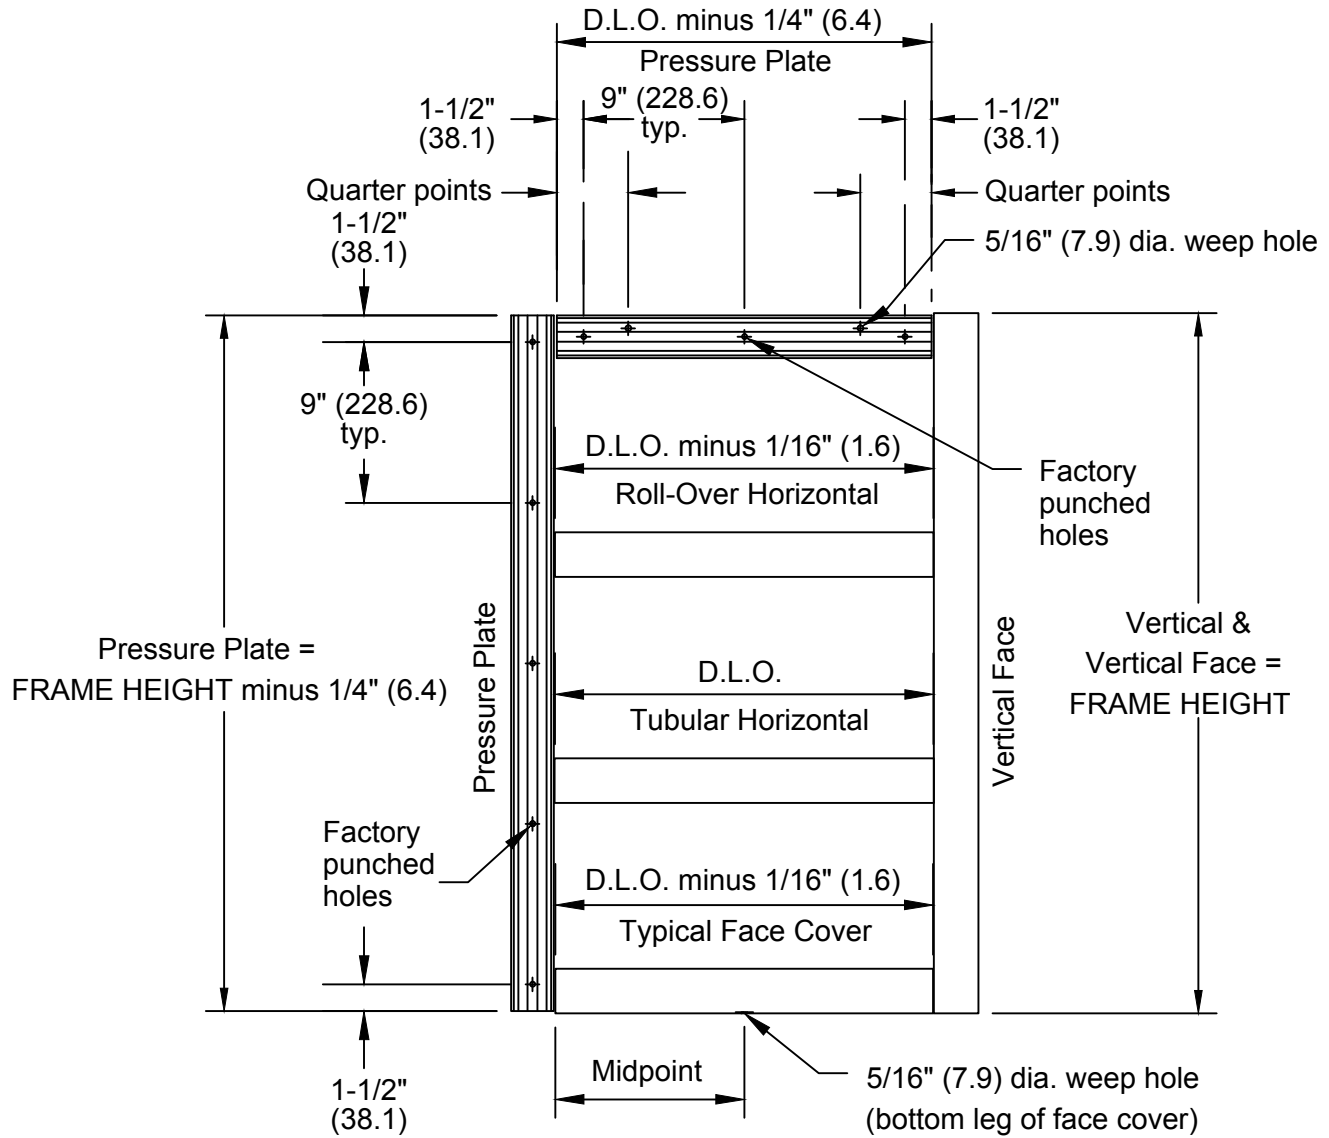 D.L.O. minus 1/4" (6.4)
Pressure Plate
1-1/2"
(38.1)
9" (228.6)
typ.
1-1/2"
(38.1)
Quarter points
Quarter points
1-1/2"
(38.1)
5/16" (7.9) dia. weep hole
9" (228.6)
typ.
D.L.O. minus 1/16" (1.6)
Roll-Over Horizontal
Factory
punched
holes
Pressure Plate =
FRAME HEIGHT minus 1/4" (6.4)
Pressure Plate
D.L.O.
Tubular Horizontal
Vertical Face
Vertical &
Vertical Face =
FRAME HEIGHT
Factory
punched
holes
D.L.O. minus 1/16" (1.6)
Typical Face Cover
1-1/2"
(38.1)
Midpoint
5/16" (7.9) dia. weep hole
(bottom leg of face cover)